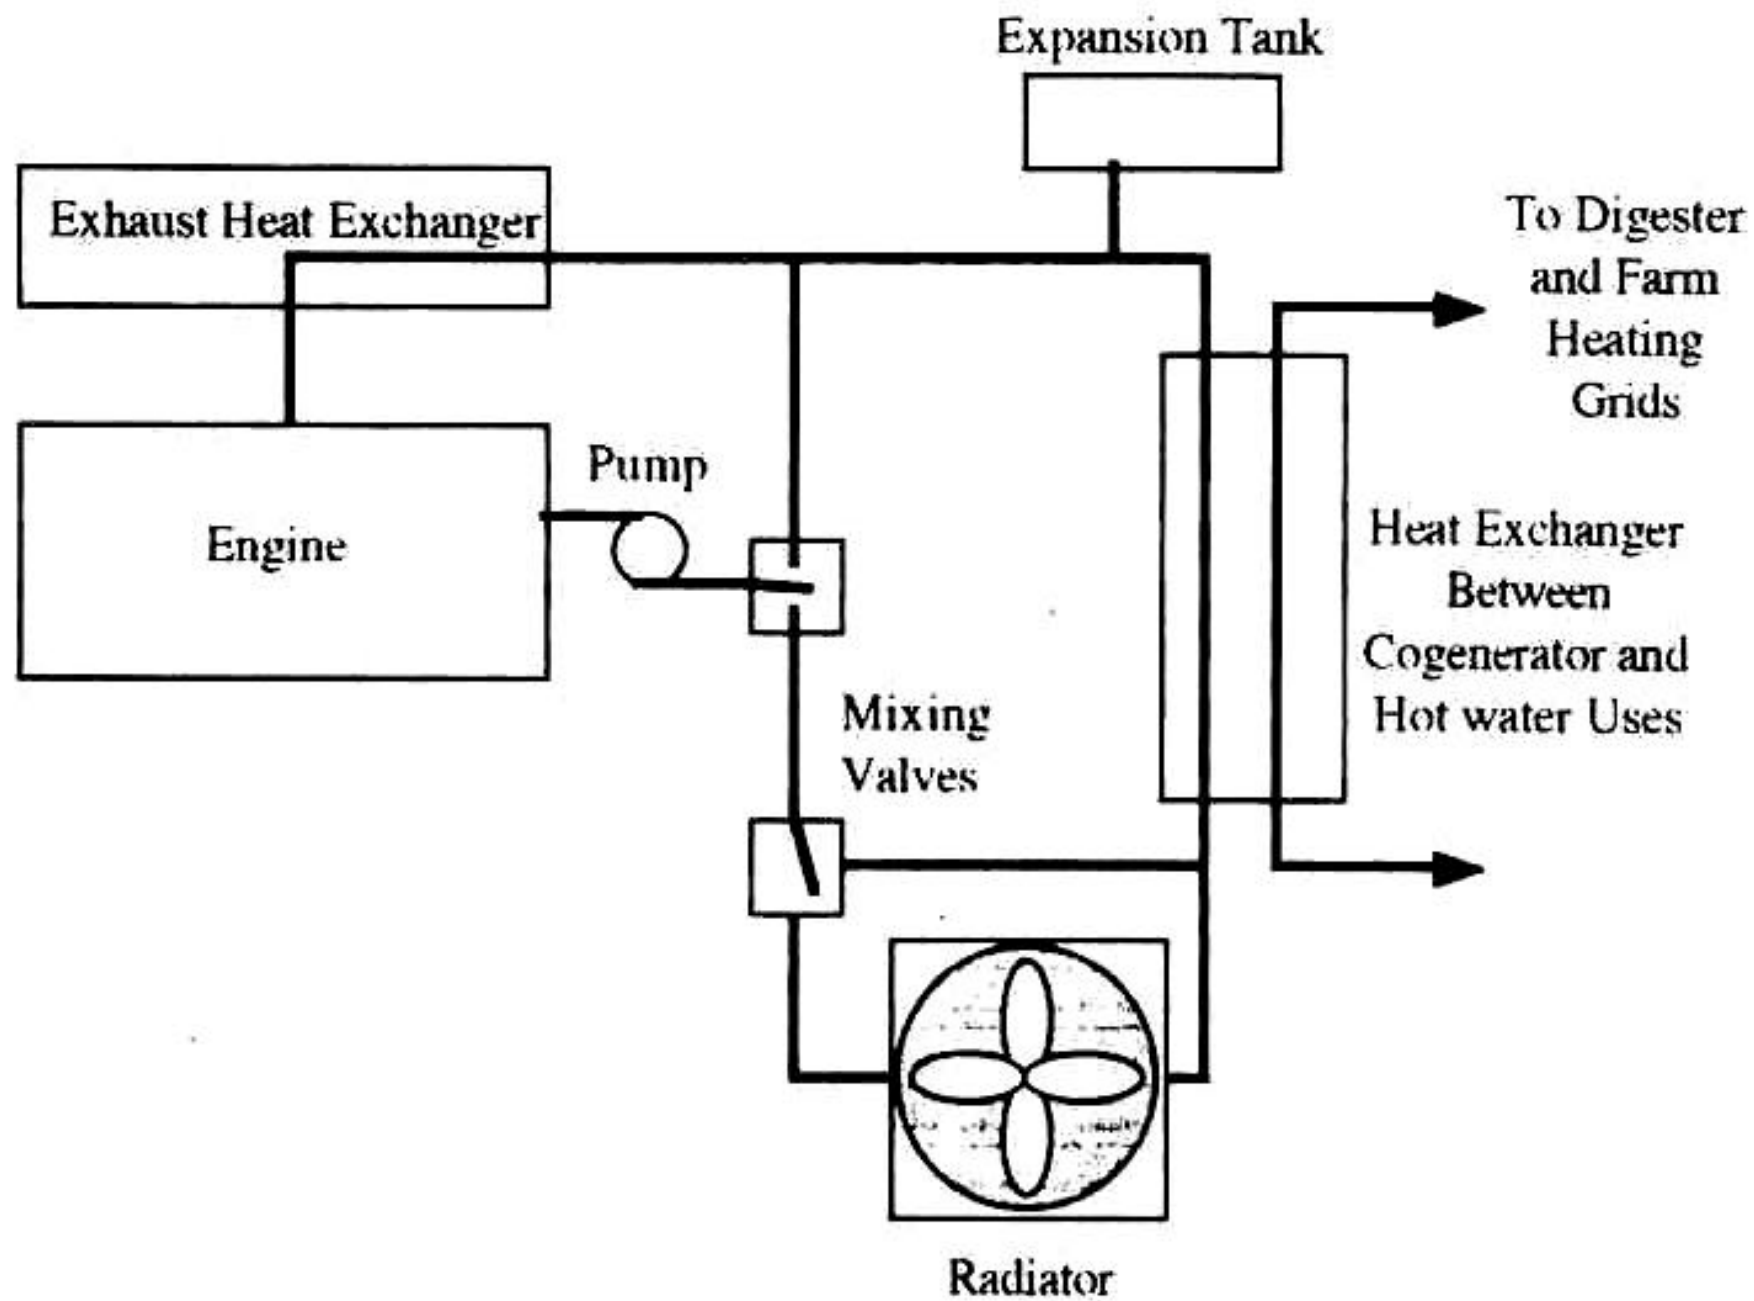 Expansion Tank
Exhaust Heat Exchanger
To Digester
and Farm
Heating
Grids
Pump
Engine
Heat Exchanger
Between
Cogenerator and
Hot water Uses
Mixing
Valves
Radiator